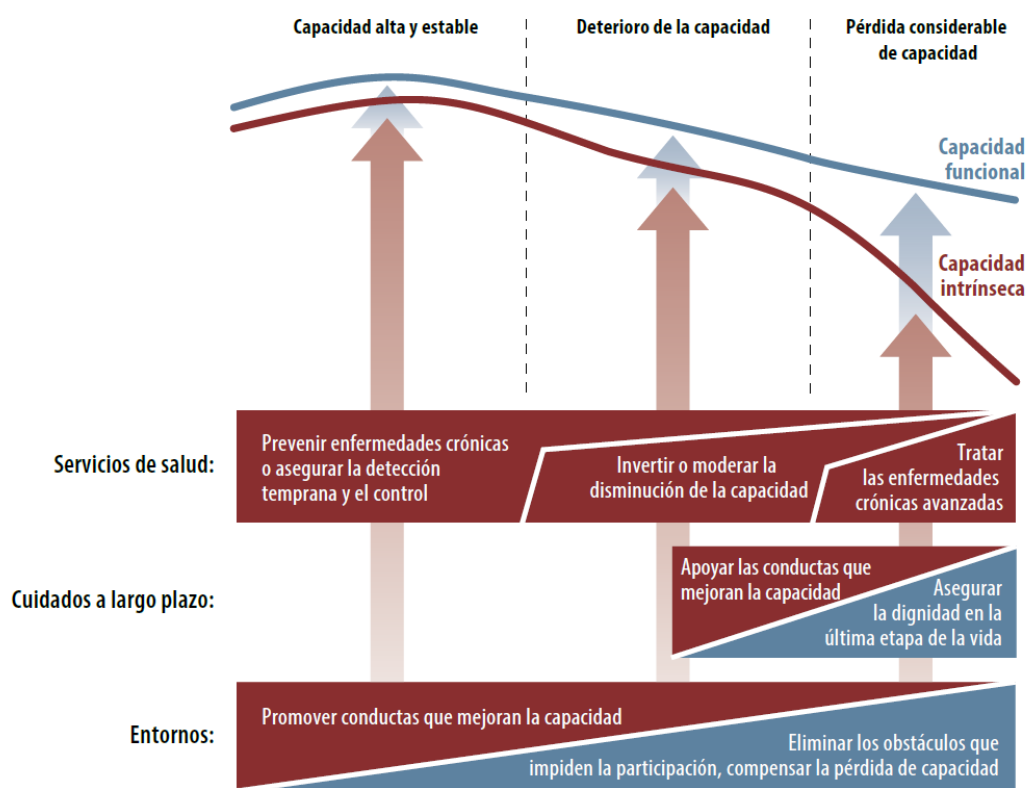 Capacidad alta y estable
Deterioro de la capacidad
Pérdida considerable
de capacidad
Capacidad
funcional
Capacidad
intrínseca
Servicios de salud:
Prevenir enfermedades crónicas
o asegurar la detección
temprana y el control
Invertir o moderar la
disminución de la capacidad
Tratar
las enfermedades
crónicas avanzadas
Cuidados a largo plazo:
Apoyar las conductas que
mejoran la capacidad
Asegurar
la dignidad en la
última etapa de la vida
Entornos:
Promover conductas que mejoran la capacidad
Eliminar los obstáculos que
impiden la participación, compensar la pérdida de capacidad